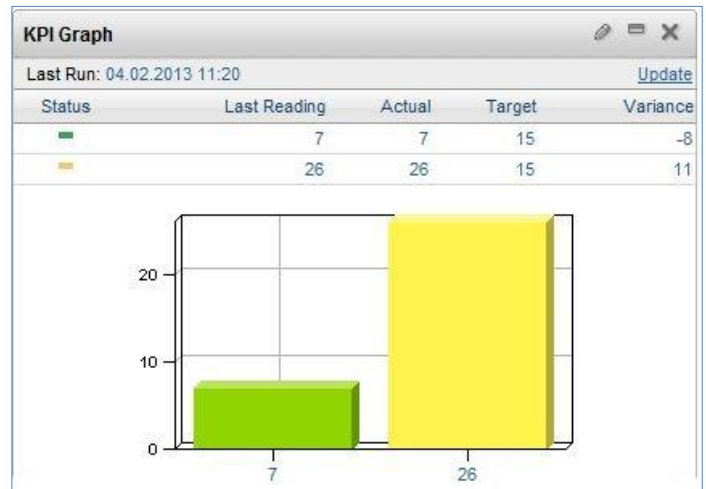 KPI Graph
Last Run: 04.02.2013 11:20 Update
Status Last Reading Actual Target Variance
7 7 15 -8
26 26 15 11
20
10
0
7 26